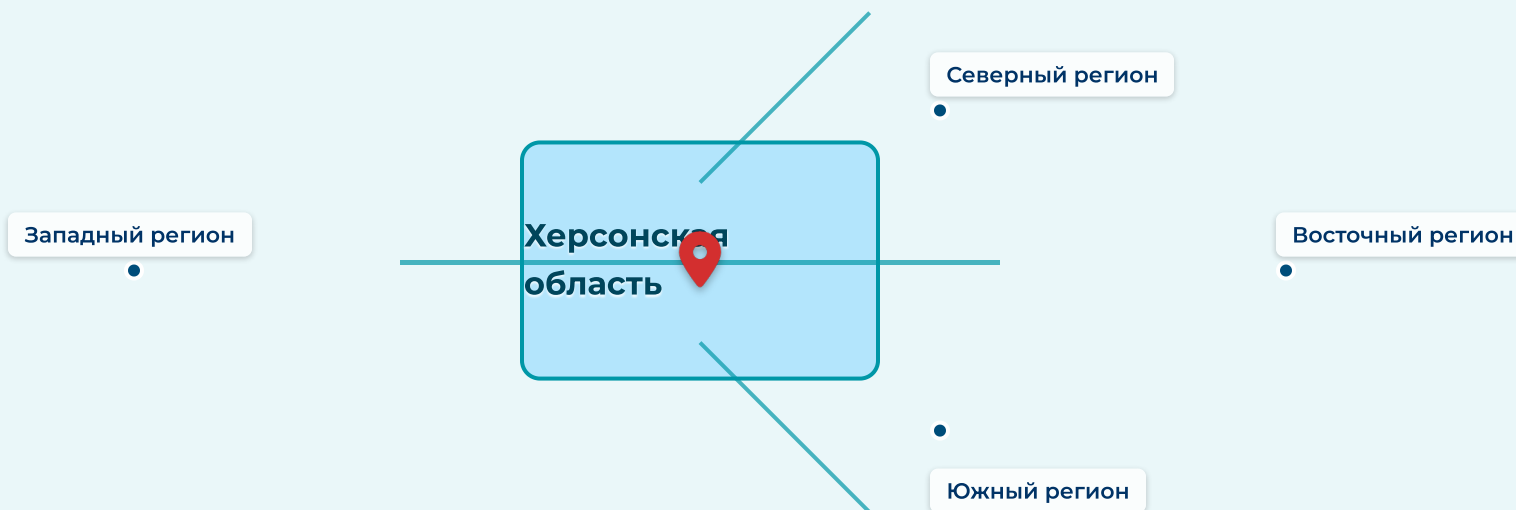 Северный регион
Западный регион
Херсонская
область
Восточный регион
Южный регион